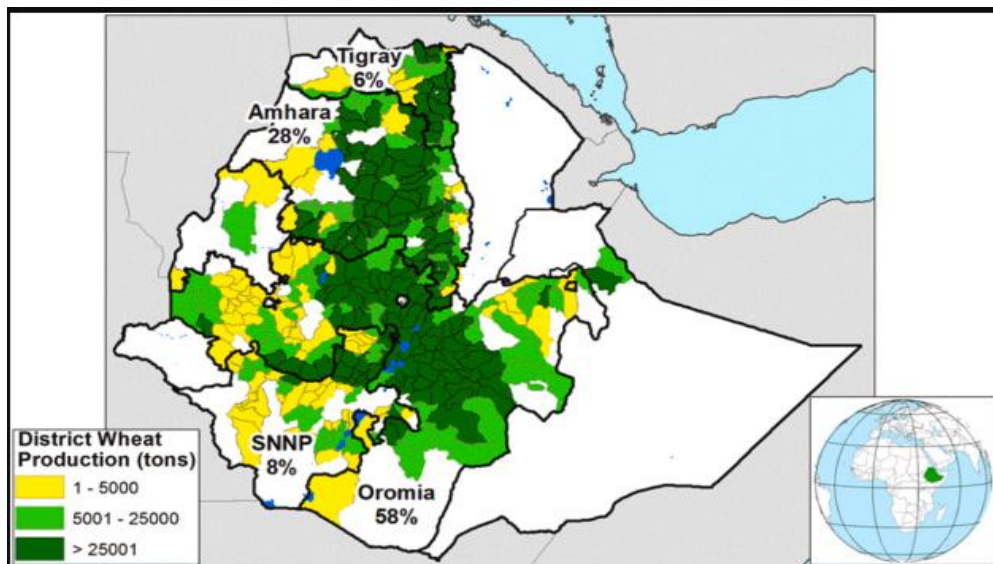 Tigray
6%
Amhara
28%
SNNP
8%
Oromia
58%
District Wheat
Production (tons)
1 - 5000
5001 - 25000
> 25001